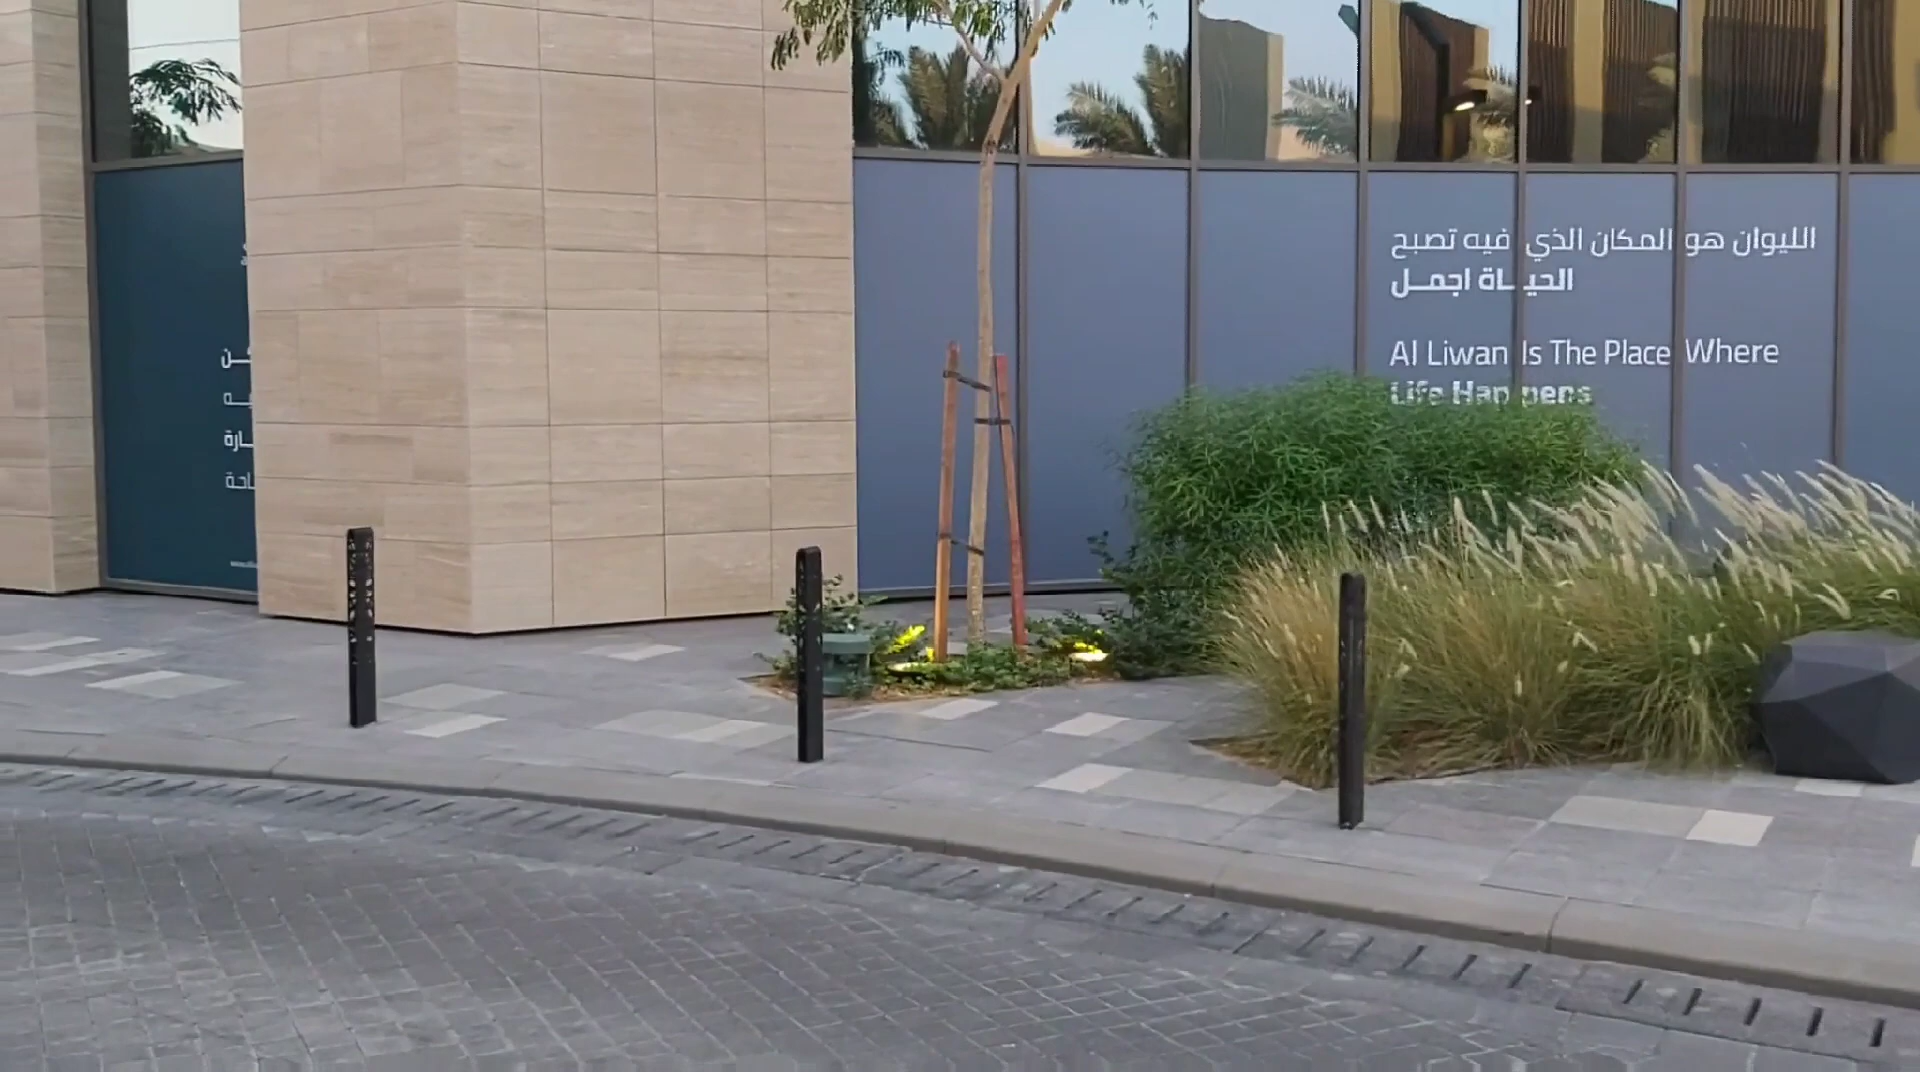 الليوان هو المكان الذي فيه تصبح
الحيـاة اجمـل
Al Liwan Is The Place Where
Life Happens